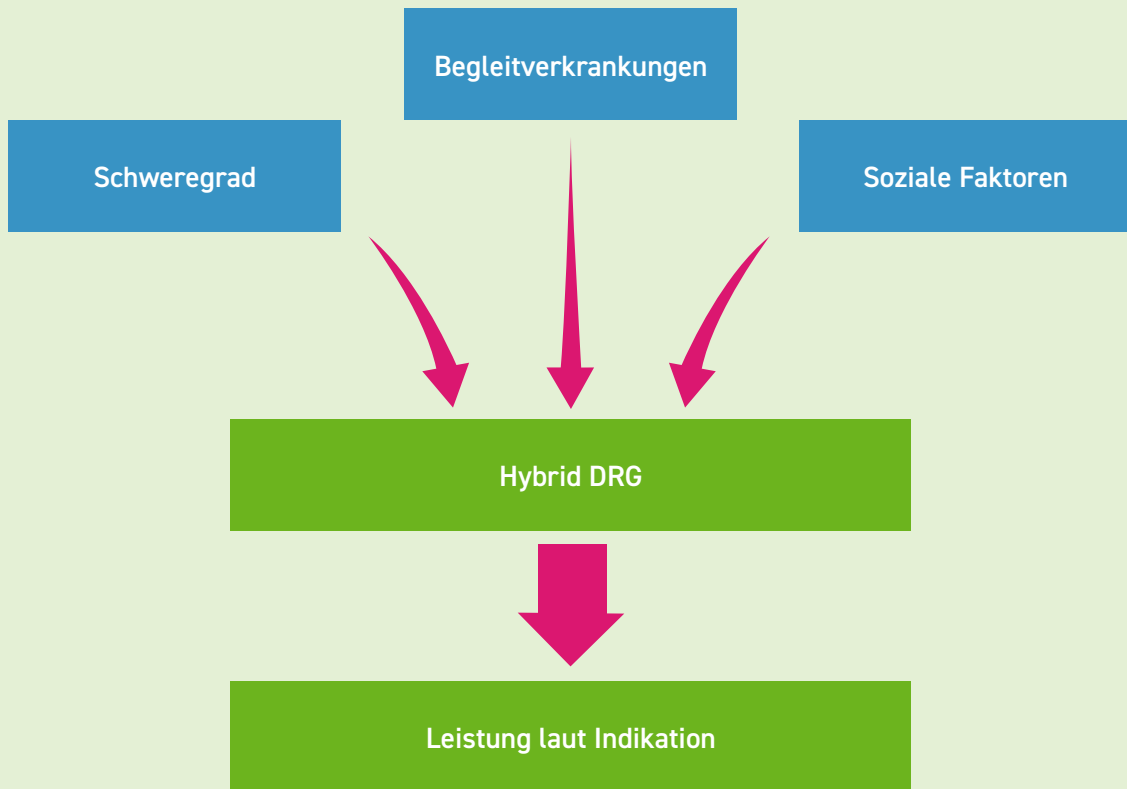 Begleitverkrankungen
Schweregrad
Soziale Faktoren
Hybrid DRG
Leistung laut Indikation